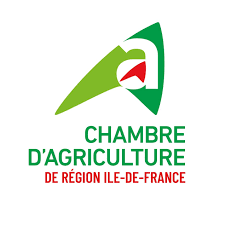 a
CHAMBRE
D'AGRICULTURE
DE RÉGION ILE-DE-FRANCE